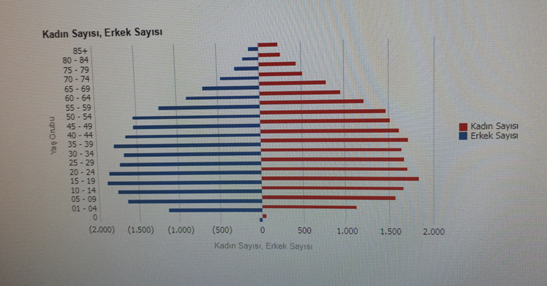 Kadın Sayısı, Erkek Sayısı
85+
80 - 84
75 - 79
70 - 74
65 - 69
60 - 64
55 - 59
50 - 54
45 - 49
40 - 44
35 - 39
30 - 34
25 - 29
20 - 24
15 - 19
10 - 14
05 - 09
01 - 04
0
Yaş Grubu
Kadın Sayısı
Erkek Sayısı
(2.000) (1.500) (1.000) (500) 0 500 1.000 1.500 2.000
Kadın Sayısı, Erkek Sayısı